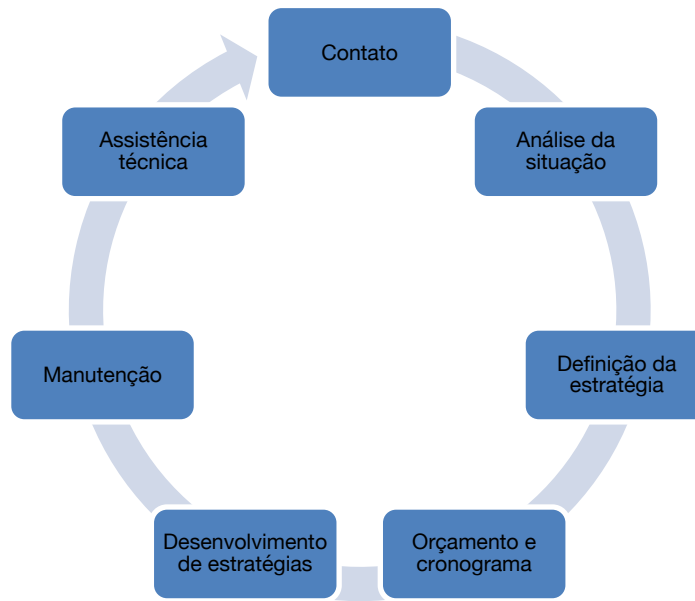 Contato
Análise da
situação
Definição da
estratégia
Orçamento e
cronograma
Desenvolvimento
de estratégias
Manutenção
Assistência
técnica